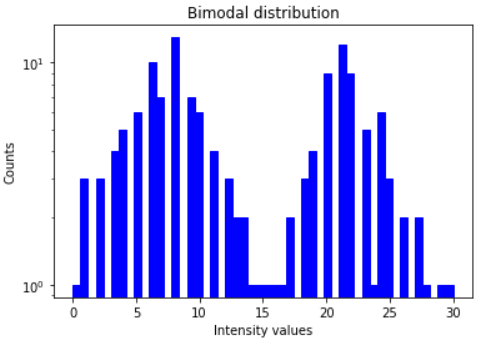 Bimodal distribution
10¹
10⁰
Counts
0 5 10 15 20 25 30
Intensity values